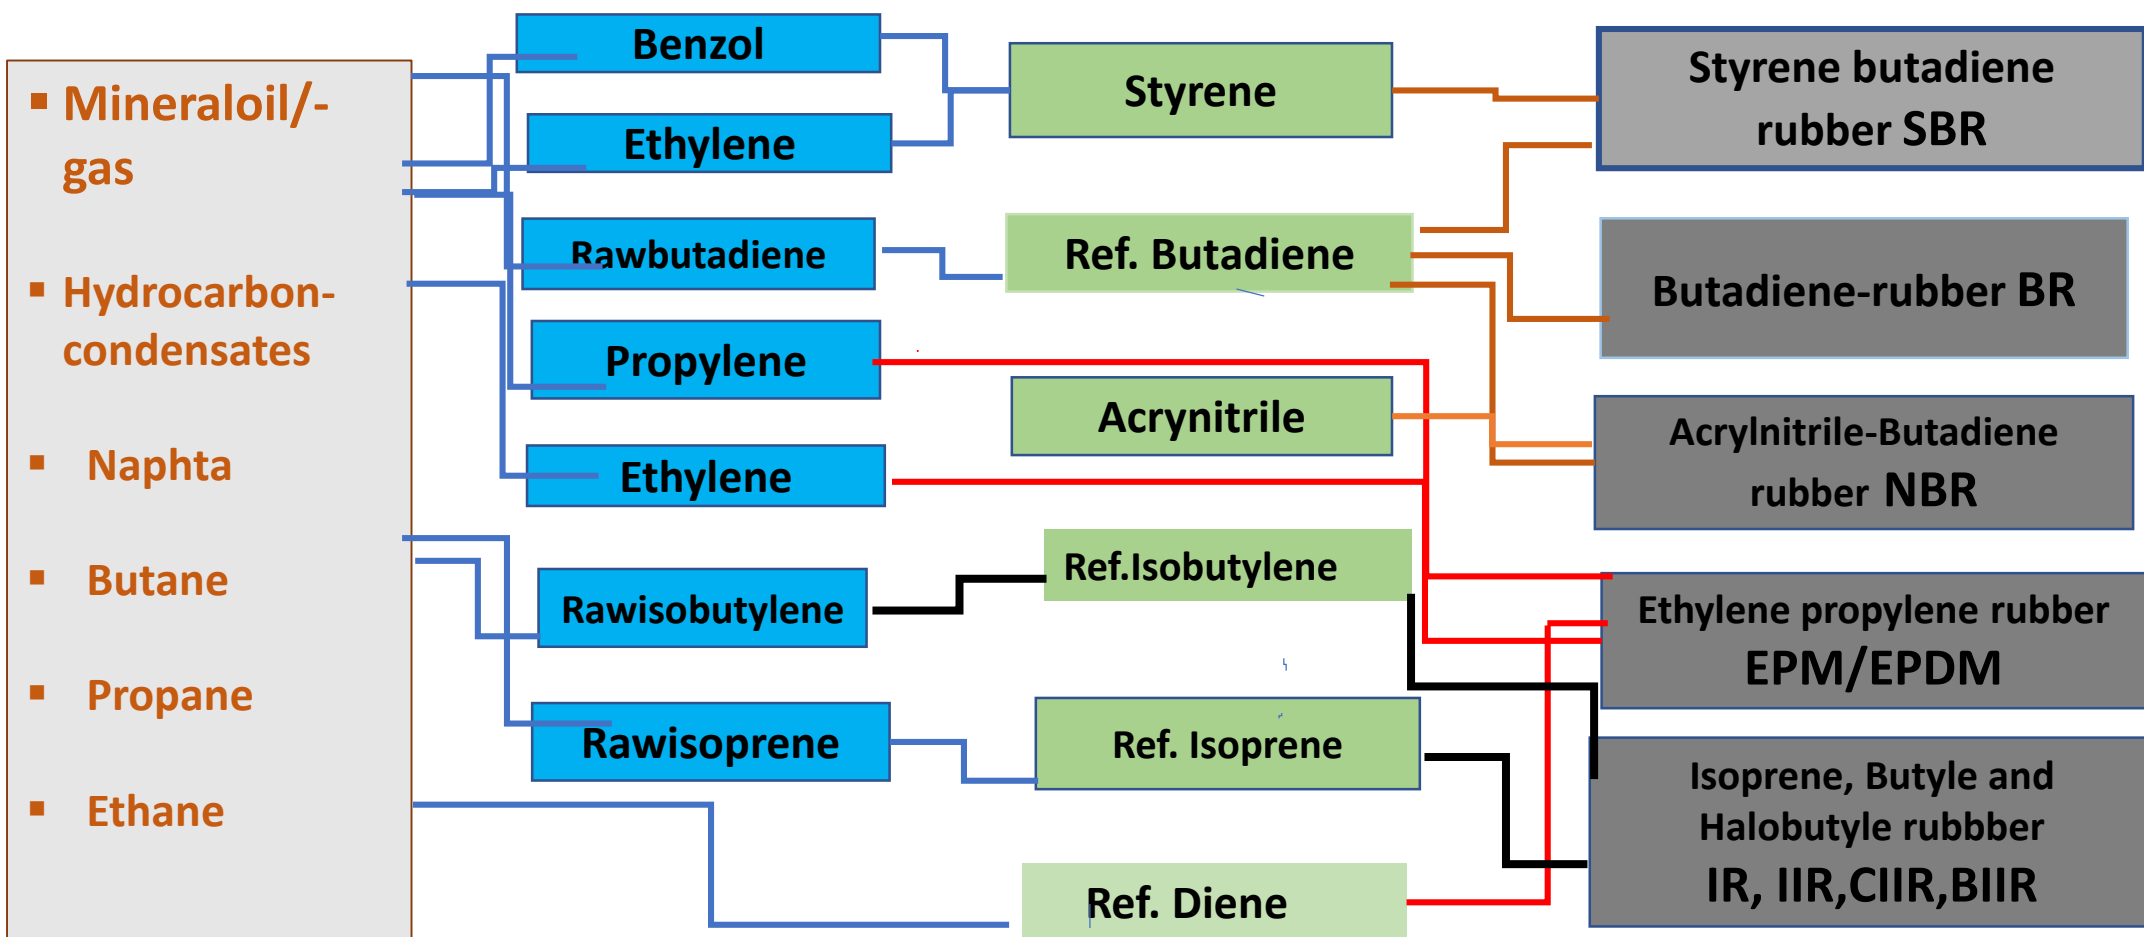 Mineraloil/-
gas
Hydrocarbon-
condensates
Naphta
Butane
Propane
Ethane
Benzol
Ethylene
Rawbutadiene
Propylene
Ethylene
Rawisobutylene
Rawisoprene
Styrene
Ref. Butadiene
Acrynitrile
Ref.Isobutylene
Ref. Isoprene
Ref. Diene
Styrene butadiene
rubber SBR
Butadiene-rubber BR
Acrylnitrile-Butadiene
rubber NBR
Ethylene propylene rubber
EPM/EPDM
Isoprene, Butyle and
Halobutyle rubbber
IR, IIR,CIIR,BIIR